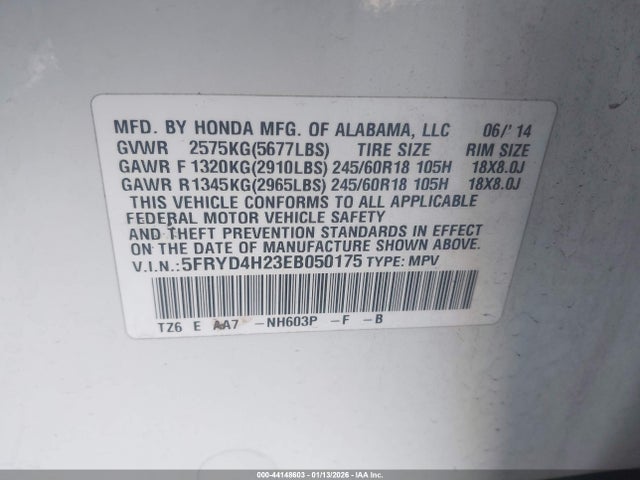 MFD. BY HONDA MFG. OF ALABAMA, LLC 06/' 14
GVWR 2575KG(5677LBS) TIRE SIZE RIM SIZE
GAWR F 1320KG(2910LBS) 245/60R18 105H 18X8.0J
GAWR R1345KG(2965LBS) 245/60R18 105H 18X8.0J
THIS VEHICLE CONFORMS TO ALL APPLICABLE
FEDERAL MOTOR VEHICLE SAFETY
AND THEFT PREVENTION STANDARDS IN EFFECT
ON THE DATE OF MANUFACTURE SHOWN ABOVE.
V.I.N.:5FRYD4H23EB050175 TYPE: MPV
TZ6 E AA7 -NH603P -F -B
000-44148603 - 01/13/2026 - IAAI.COM